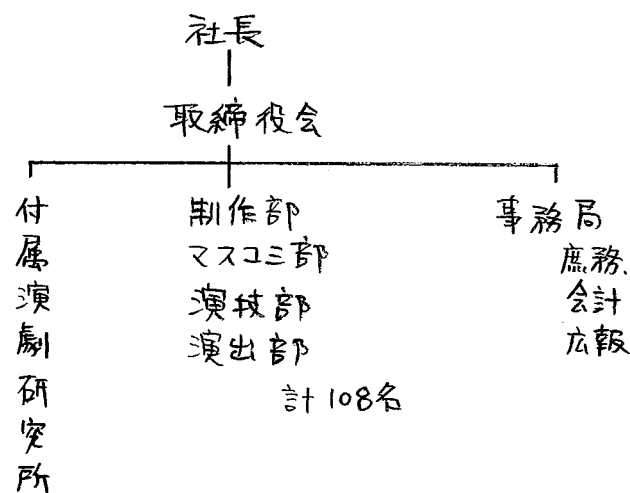 社長
取締役会
付属演劇研究所
制作部
マスコミ部
演技部
演出部
計108名
事務局
庶務
会計
広報